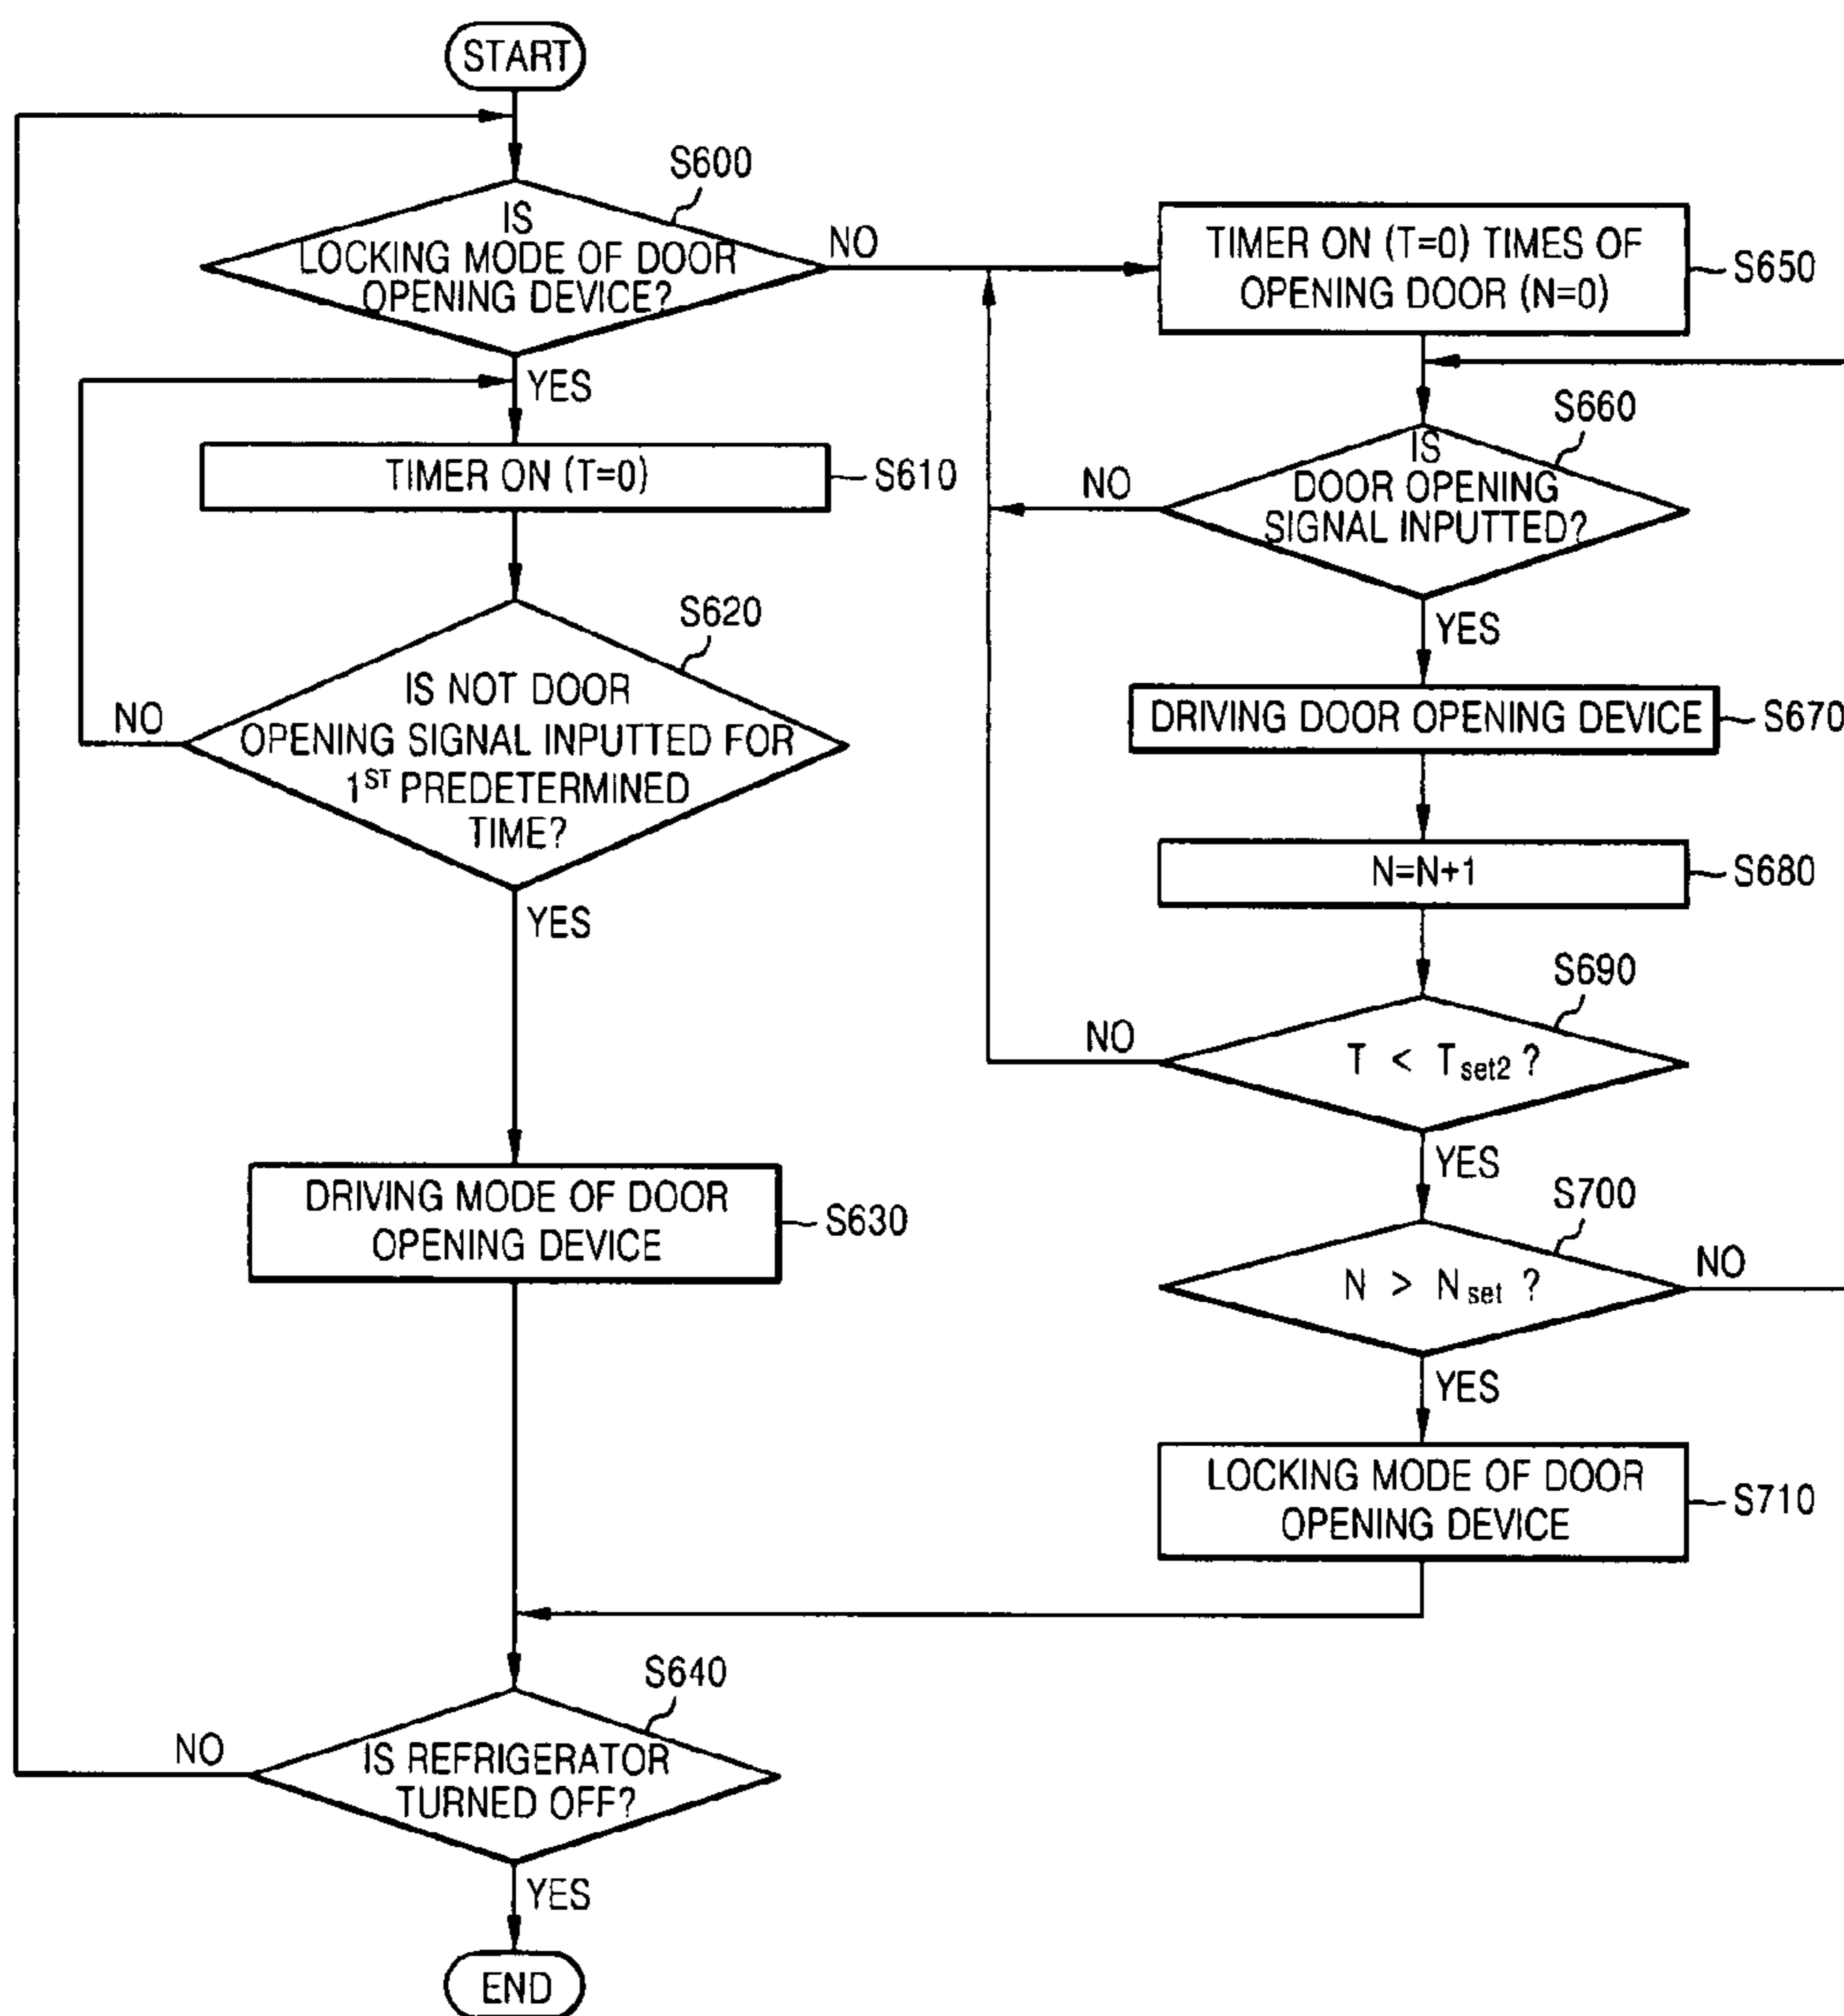 START
S600
IS
LOCKING MODE OF DOOR
OPENING DEVICE?
NO
YES
TIMER ON (T=0)
S610
S620
IS NOT DOOR
OPENING SIGNAL INPUTTED FOR
1ST PREDETERMINED
TIME?
NO
YES
DRIVING MODE OF DOOR
OPENING DEVICE
S630
S640
IS REFRIGERATOR
TURNED OFF?
NO
YES
END
TIMER ON (T=0) TIMES OF
OPENING DOOR (N=0)
S650
S660
IS
DOOR OPENING
SIGNAL INPUTTED?
NO
YES
DRIVING DOOR OPENING DEVICE
S670
N=N+1
S680
S690
T < Tset2 ?
NO
YES
S700
N > Nset ?
NO
YES
LOCKING MODE OF DOOR
OPENING DEVICE
S710